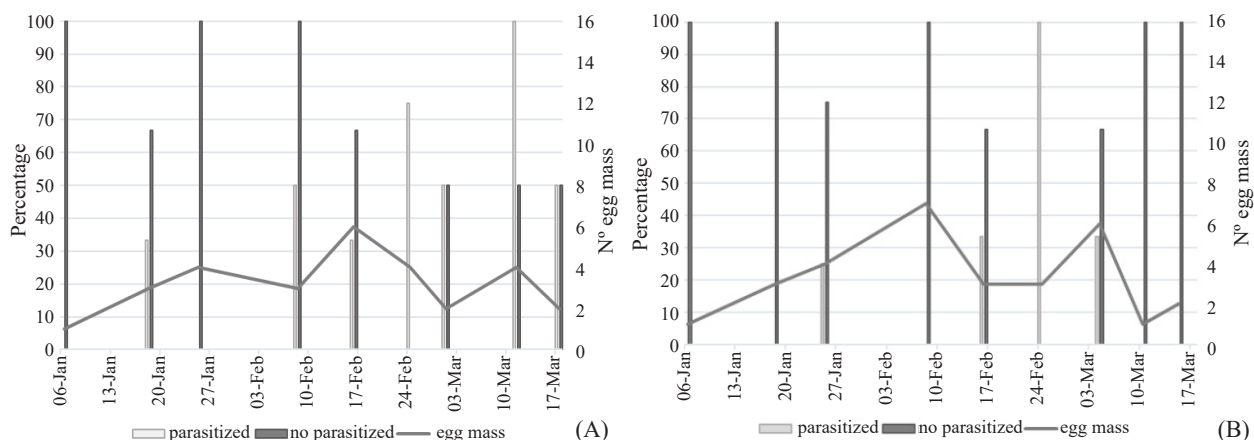 100
90
80
70
60
50
40
30
20
10
0
Percentage
16
14
12
10
8
6
4
2
0
Nº egg mass
06-Jan
13-Jan
20-Jan
27-Jan
03-Feb
10-Feb
17-Feb
24-Feb
03-Mar
10-Mar
17-Mar
parasitized no parasitized egg mass
(A)
100
90
80
70
60
50
40
30
20
10
0
Percentage
16
14
12
10
8
6
4
2
0
Nº egg mass
06-Jan
13-Jan
20-Jan
27-Jan
03-Feb
10-Feb
17-Feb
24-Feb
03-Mar
10-Mar
17-Mar
parasitized no parasitized egg mass
(B)